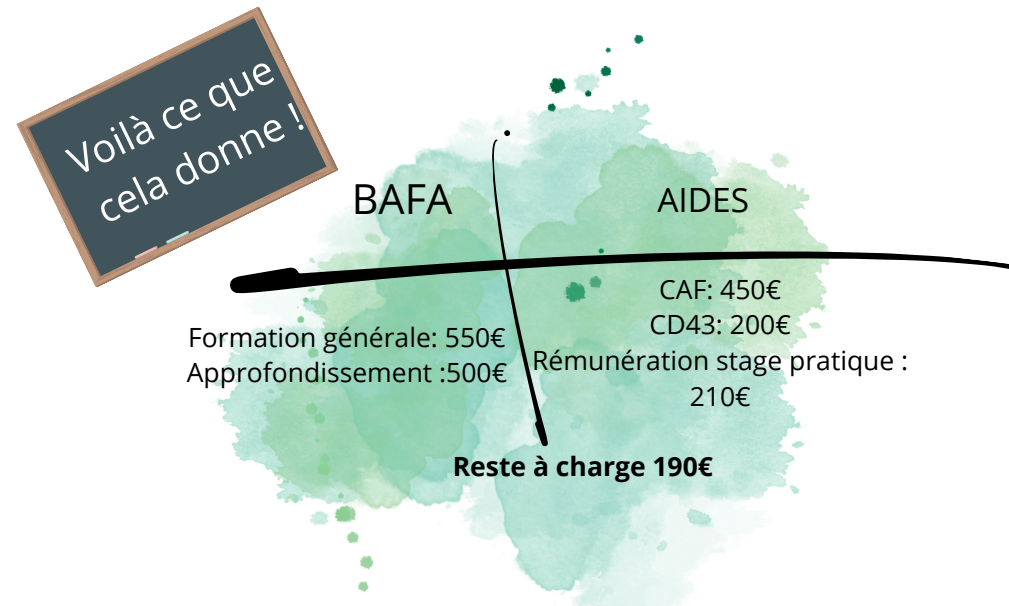 Voilà ce que
cela donne !
BAFA
AIDES
Formation générale: 550€
Approfondissement :500€
CAF: 450€
CD43: 200€
Rémunération stage pratique :
210€
Reste à charge 190€